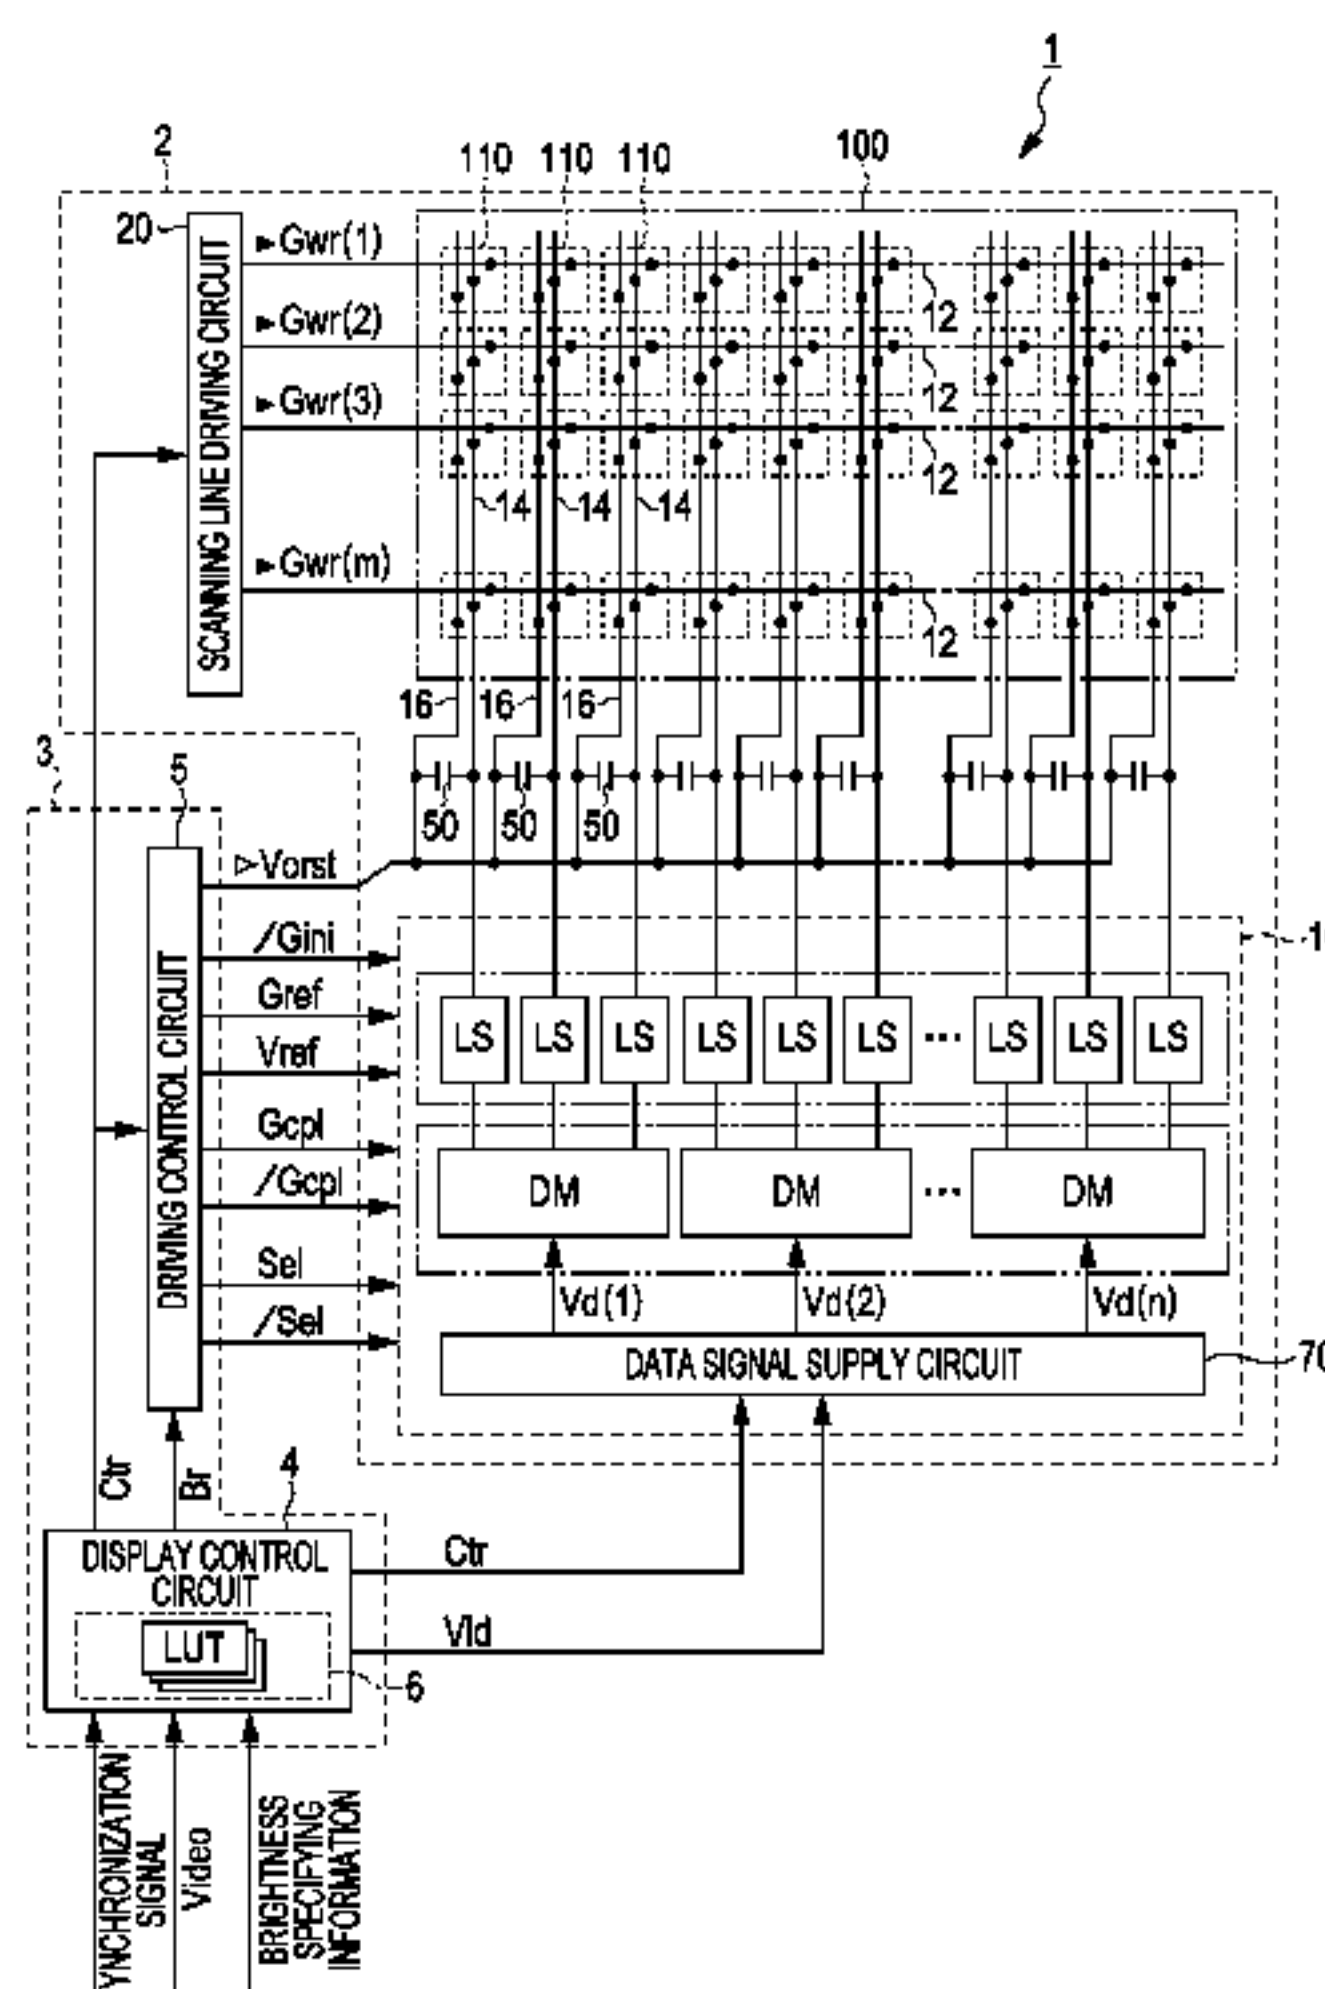 1
2
110 110 110
100
20
Gwr(1)
12
Gwr(2)
12
Gwr(3)
12
14 14 14
Gwr(m)
12
SCANNING LINE DRIVING CIRCUIT
16 16 16
3
5
50 50 50
Vorst
/Gini
Gref
Vref
Gcpl
/Gcpl
Sel
/Sel
DRIVING CONTROL CIRCUIT
LS LS LS LS LS LS ... LS LS LS
DM DM ... DM
Vd(1) Vd(2) Vd(n)
DATA SIGNAL SUPPLY CIRCUIT
Ctr
Br
4
DISPLAY CONTROL
CIRCUIT
LUT
6
Ctr
Vid
YNCHRONIZATION
SIGNAL
Video
BRIGHTNESS
SPECIFYING
INFORMATION